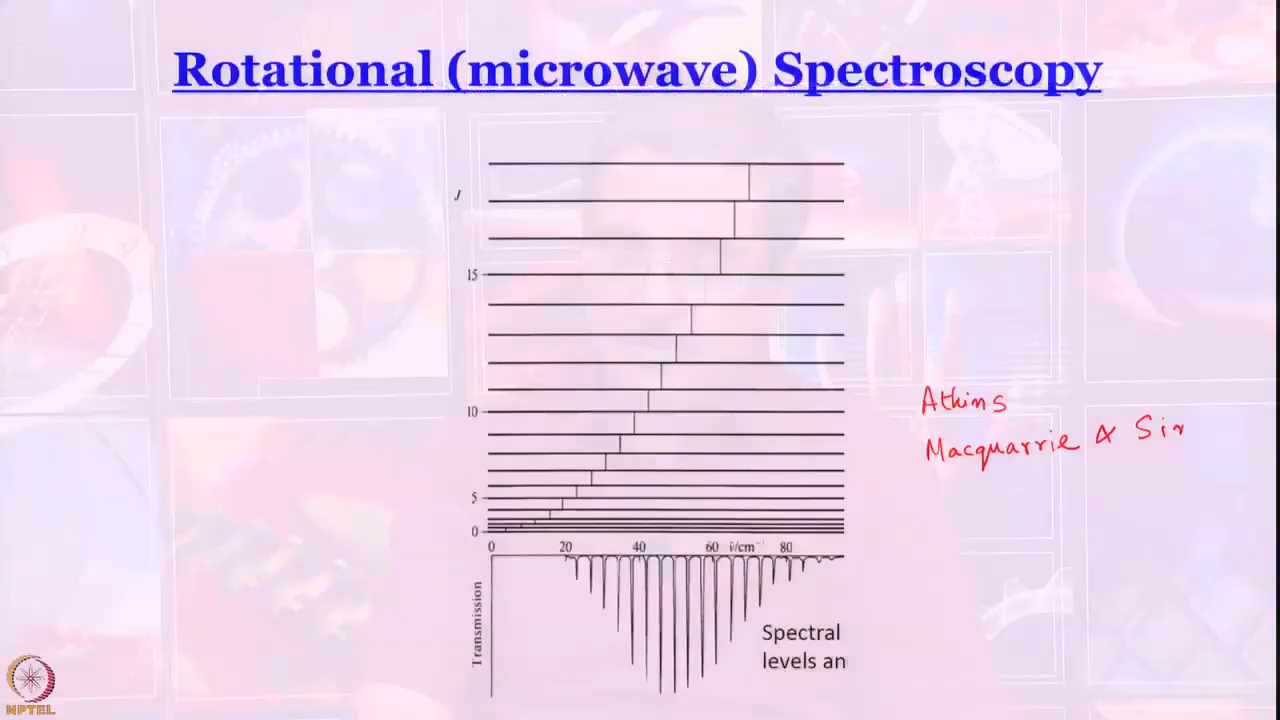 Rotational (microwave) Spectroscopy
J
15
10
5
0
0 20 40 60 ν̃/cm⁻¹ 80
Transmission
Spectral
levels an
Atkins
Macquarrie & Sim
NPTEL